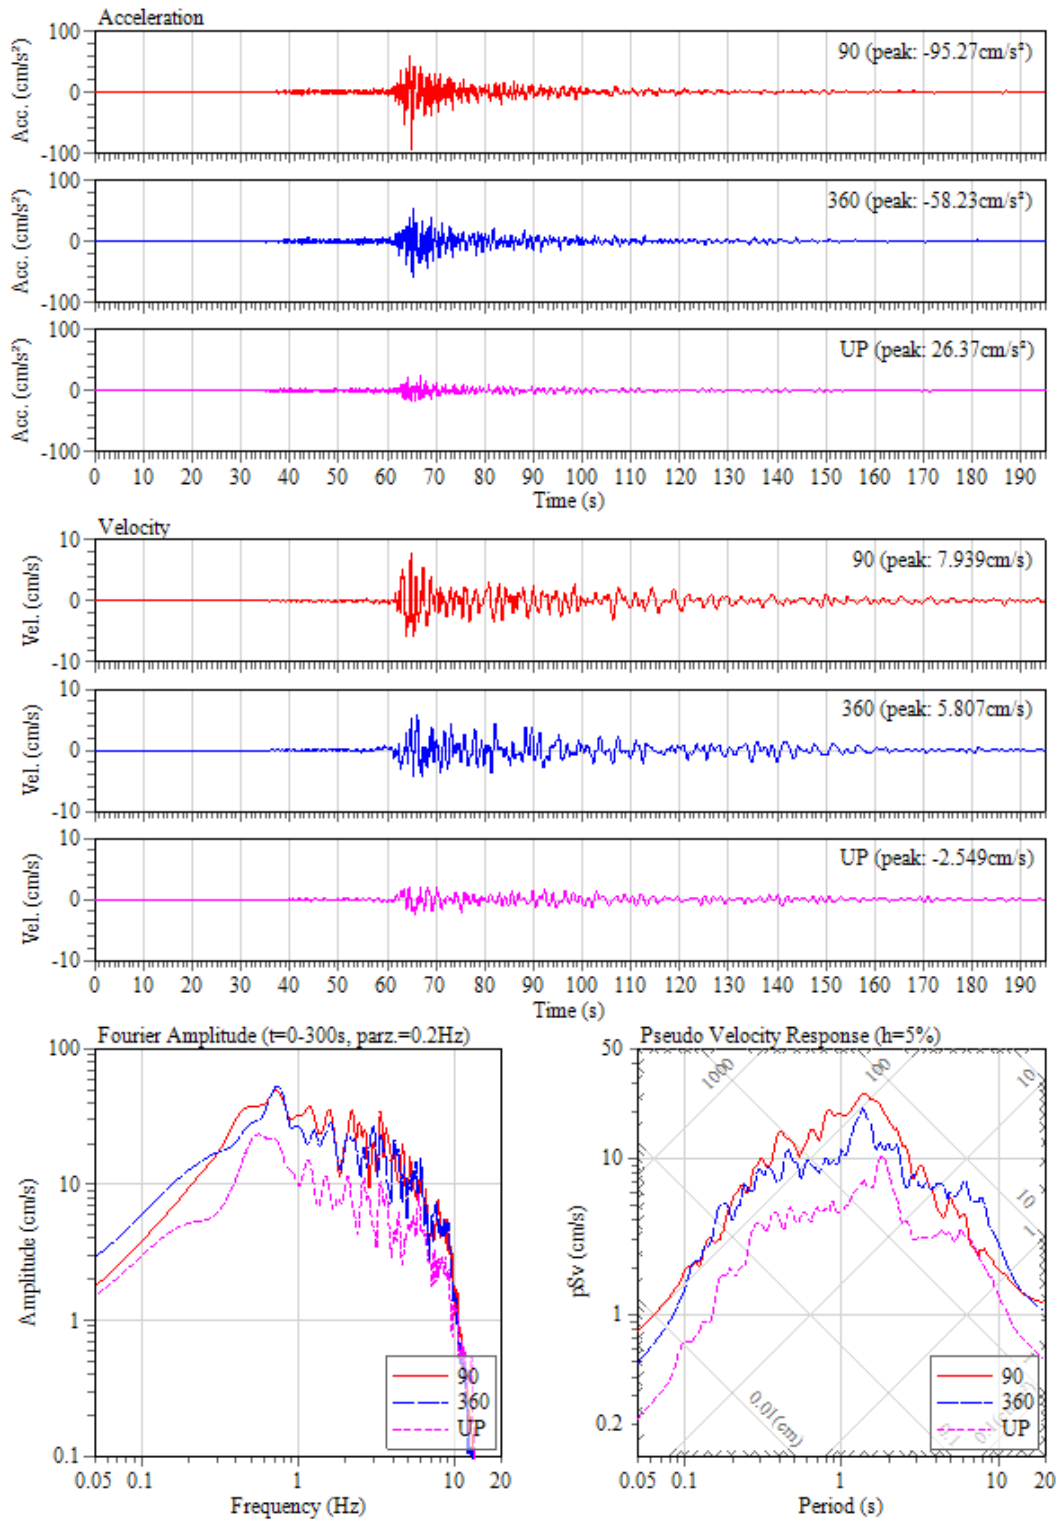 Acceleration
Acc. (cm/s²)
100
0
-100
90 (peak: -95.27cm/s²)
Acc. (cm/s²)
100
0
-100
360 (peak: -58.23cm/s²)
Acc. (cm/s²)
100
0
-100
UP (peak: 26.37cm/s²)
0 10 20 30 40 50 60 70 80 90 100 110 120 130 140 150 160 170 180 190
Time (s)
Velocity
Vel. (cm/s)
10
0
-10
90 (peak: 7.939cm/s)
Vel. (cm/s)
10
0
-10
360 (peak: 5.807cm/s)
Vel. (cm/s)
10
0
-10
UP (peak: -2.549cm/s)
0 10 20 30 40 50 60 70 80 90 100 110 120 130 140 150 160 170 180 190
Time (s)
Fourier Amplitude (t=0-300s, parz.=0.2Hz)
Amplitude (cm/s)
100
10
1
0.1
0.05 0.1 1 10 20
Frequency (Hz)
90
360
UP
Pseudo Velocity Response (h=5%)
pSv (cm/s)
50
10
1
0.2
1000
100
10
10
1
0.01(cm)
0.1
0.05 0.1 1 10 20
Period (s)
90
360
UP